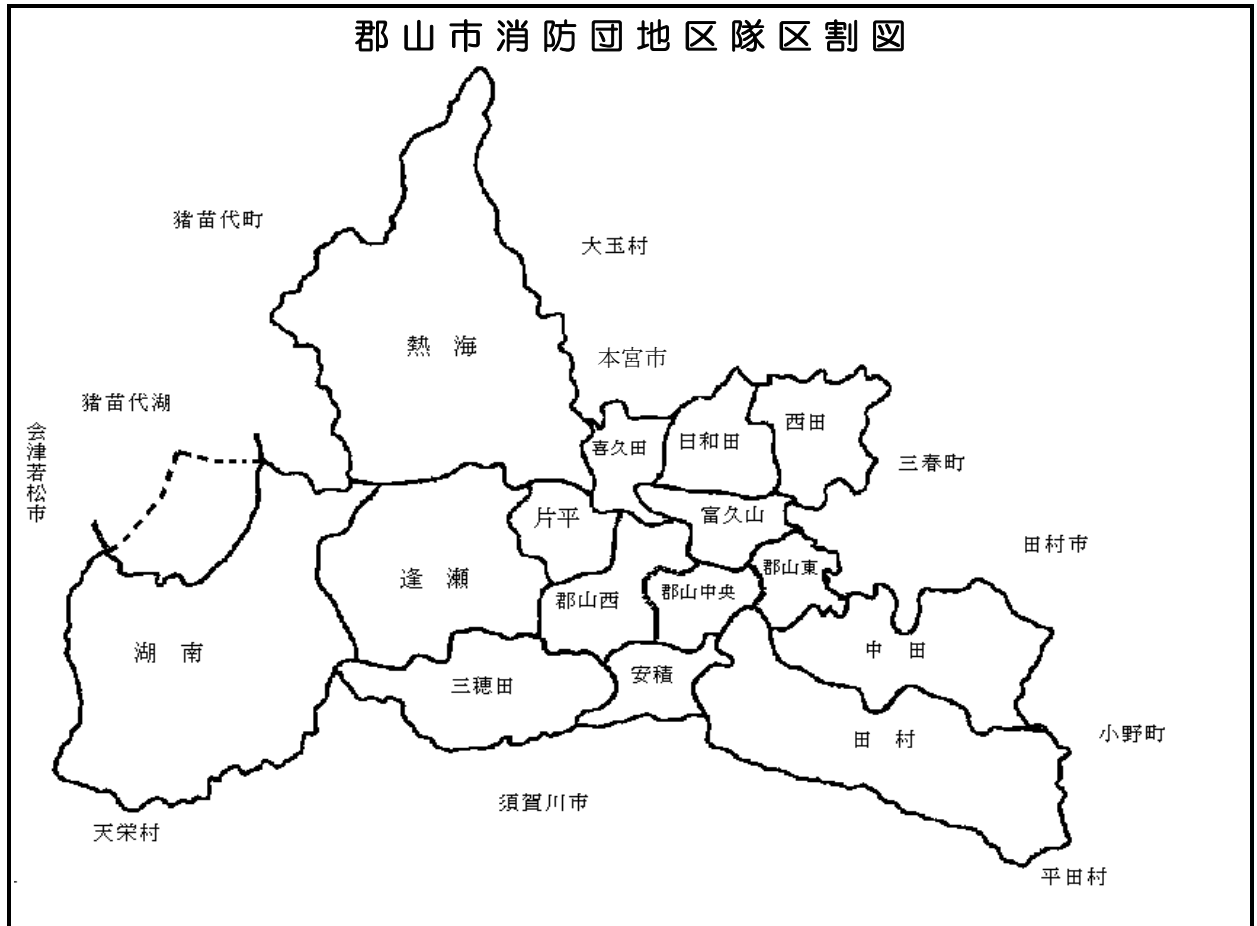 郡山市消防団地区隊区割図
猪苗代町
大玉村
熱海
本宮市
猪苗代湖
会津若松市
喜久田
日和田
西田
三春町
片平
富久山
田村市
逢瀬
郡山西
郡山中央
郡山東
湖南
三穂田
安積
中田
田村
小野町
須賀川市
天栄村
平田村